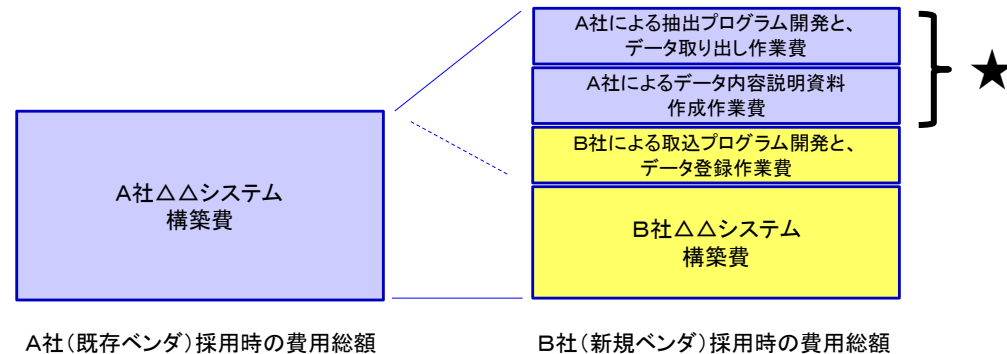 A社による抽出プログラム開発と、
データ取り出し作業費
A社によるデータ内容説明資料
作成作業費
B社による取込プログラム開発と、
データ登録作業費
A社△△システム
構築費
B社△△システム
構築費
★
A社(既存ベンダ)採用時の費用総額
B社(新規ベンダ)採用時の費用総額